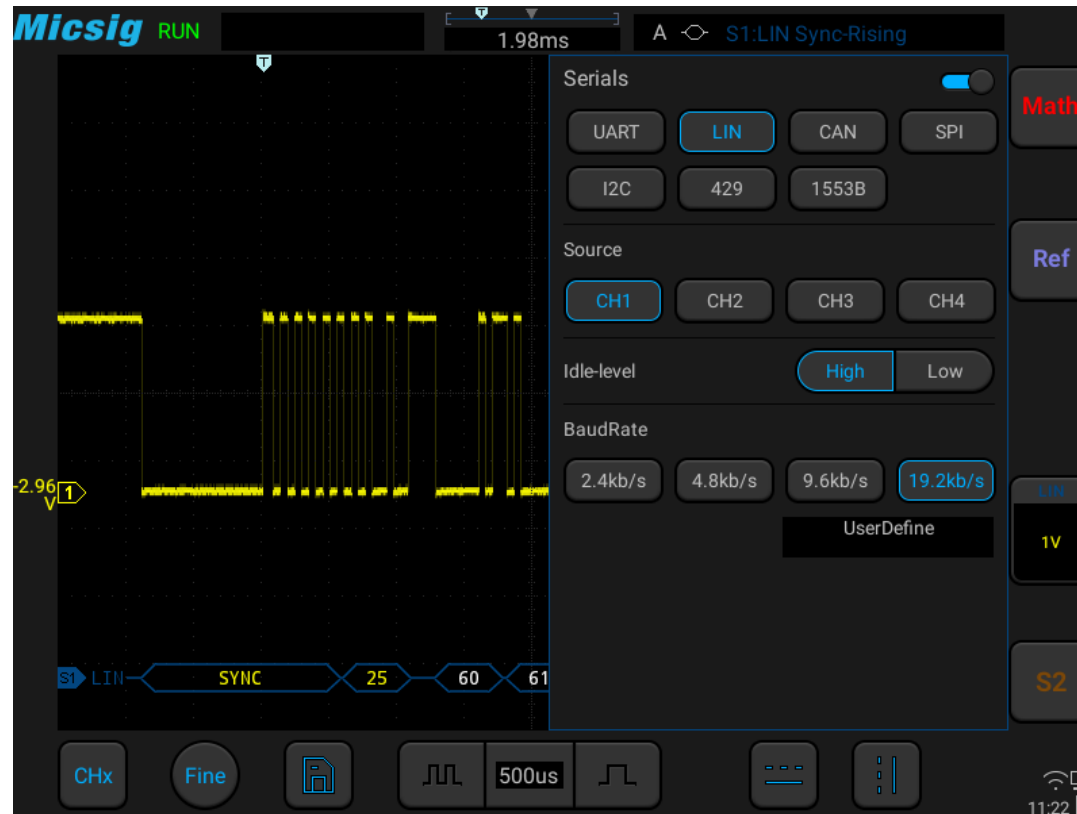 Micsig RUN T 1.98ms A S1:LIN Sync-Rising
T
Serials
Math
UART LIN CAN SPI
I2C 429 1553B
Source
Ref
CH1 CH2 CH3 CH4
Idle-level High Low
BaudRate
2.4kb/s 4.8kb/s 9.6kb/s 19.2kb/s
-2.96
V
1
UserDefine
LIN
1V
S1 LIN SYNC 25 60 61
S2
CHx Fine 500us
11:22